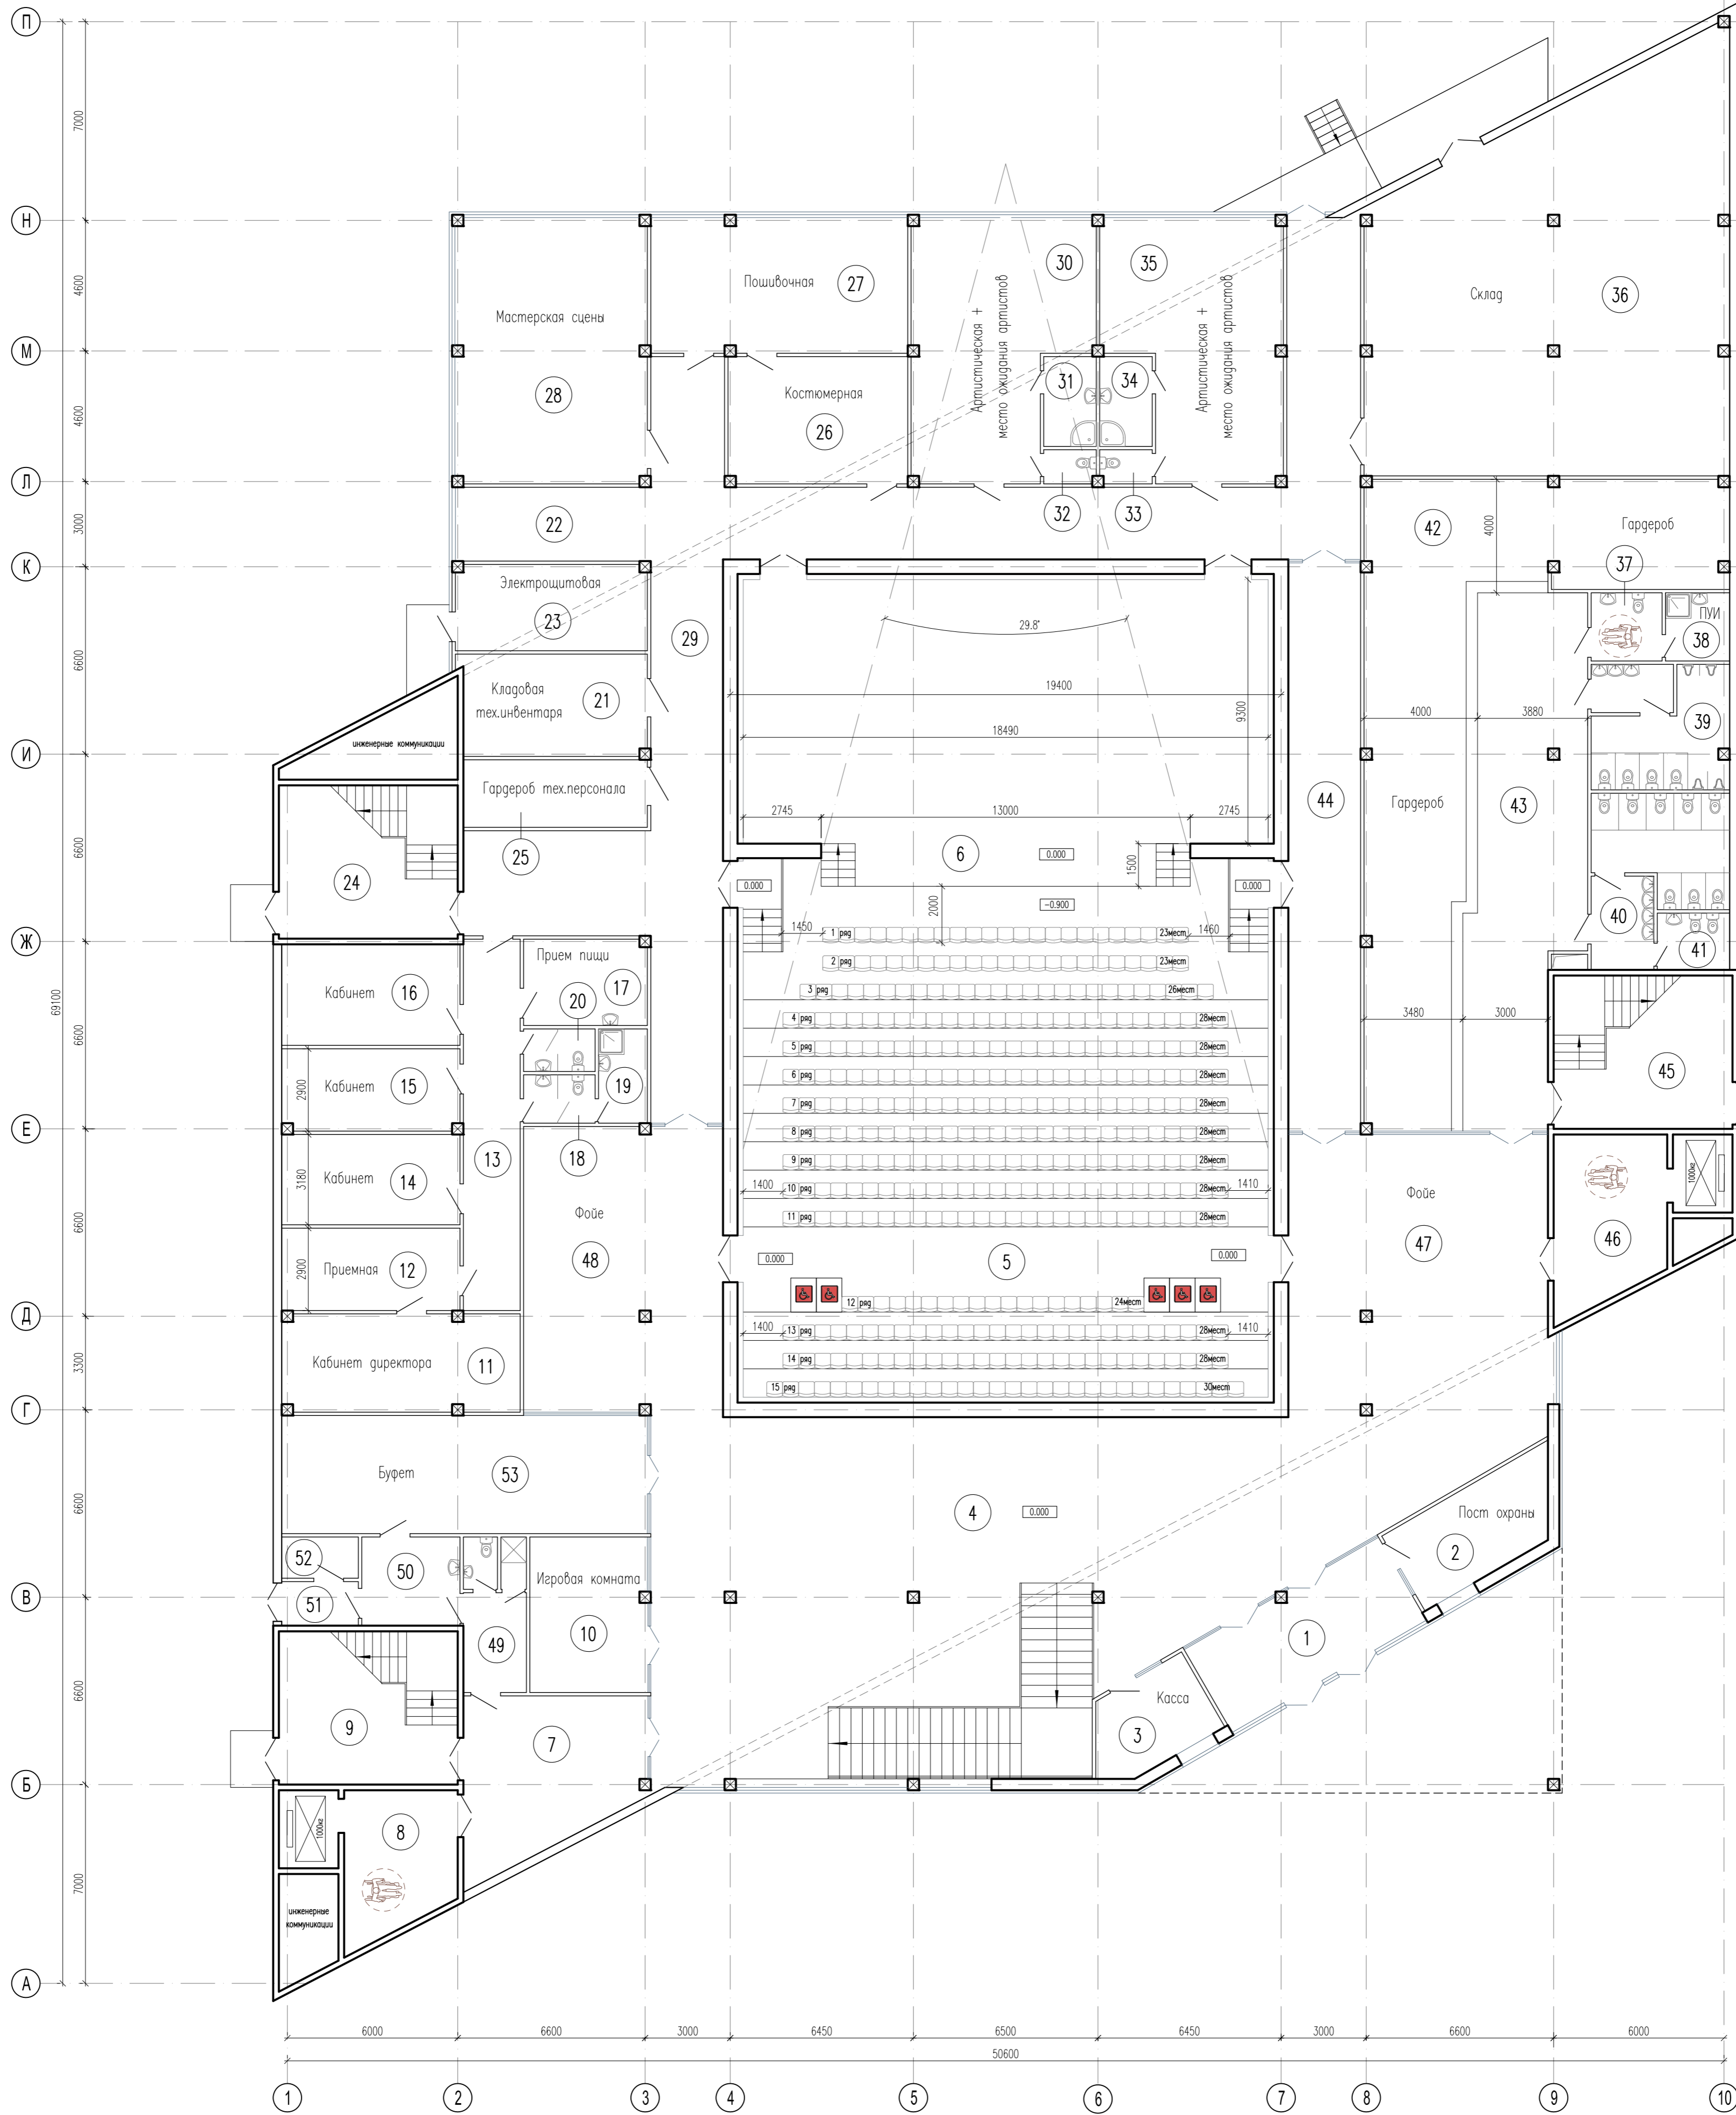 П
7000
Н
30
35
Пошивочная
27
Склад
36
4600
Мастерская сцены
Артистическая +
место ожидания артистов
Артистическая +
место ожидания артистов
М
31
34
28
Костюмерная
26
4600
Л
32
33
22
42
4000
Гардероб
3000
К
37
Электрощитовая
23
29.8°
ПУИ
38
29
6600
Кладовая
тех.инвентаря
21
19400
9300
4000
3880
39
18490
инженерные коммуникации
И
Гардероб тех.персонала
44
Гардероб
43
2745
13000
2745
25
6
0.000
1500
6600
24
0.000
0.000
2000
-0.900
40
1450
1460
41
Ж
1 ряд
23мест
Прием пищи
2 ряд
23мест
Кабинет
16
17
20
3 ряд
26мест
69100
4 ряд
28мест
3480
3000
6600
5 ряд
28мест
Кабинет
15
2900
19
6 ряд
28мест
45
7 ряд
28мест
Е
8 ряд
28мест
13
18
9 ряд
28мест
1000кг
3180
Кабинет
14
1400
10 ряд
28мест
1410
Фойе
Фойе
11 ряд
28мест
6600
46
47
48
0.000
5
0.000
2900
Приемная
12
12 ряд
24мест
Д
1400
13 ряд
28мест
1410
3300
Кабинет директора
11
14 ряд
28мест
15 ряд
30мест
Г
Буфет
53
6600
4
0.000
Пост охраны
2
52
50
Игровая комната
В
51
10
1
49
6600
Касса
9
7
3
Б
1000кг
8
7000
инженерные
коммуникации
А
6000
6600
3000
6450
6500
6450
3000
6600
6000
50600
1
2
3
4
5
6
7
8
9
10